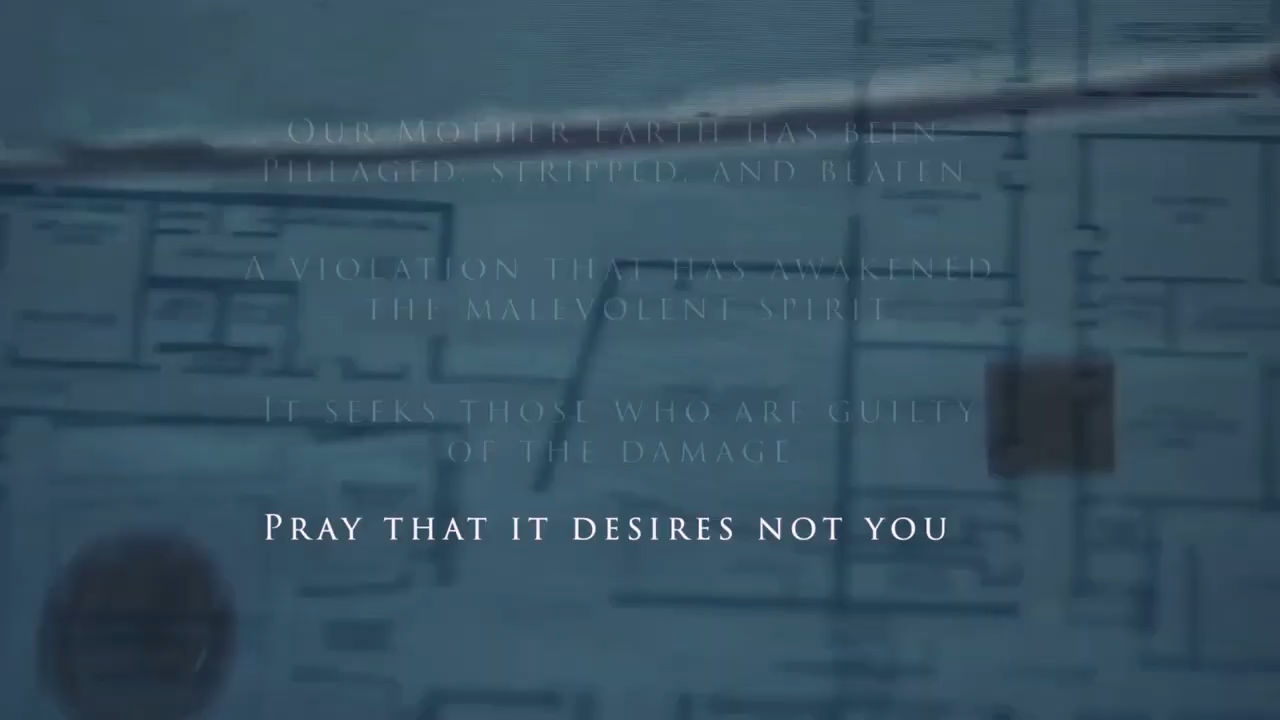 Our Mother Earth has been
pillaged, stripped, and beaten
A violation that has awakened
the malevolent spirit
It seeks those who are guilty
of the damage
Pray that it desires not you